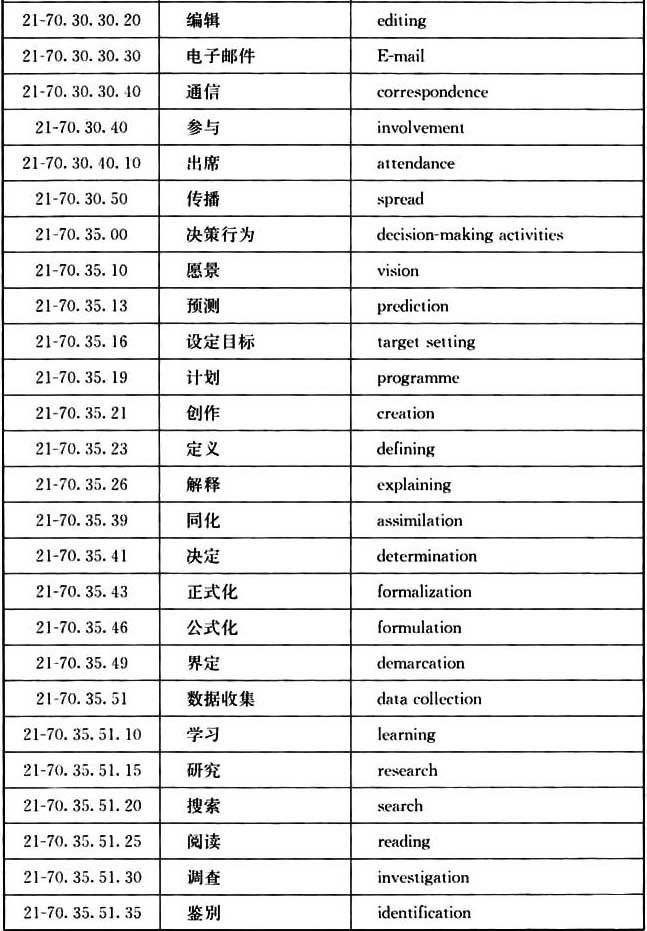 21-70. 30. 30. 20 编辑 editing
21-70. 30. 30. 30 电子邮件 E-mail
21-70. 30. 30. 40 通信 correspondence
21-70. 30. 40 参与 involvement
21-70. 30. 40. 10 出席 attendance
21-70. 30. 50 传播 spread
21-70. 35. 00 决策行为 decision-making activities
21-70. 35. 10 愿景 vision
21-70. 35. 13 预测 prediction
21-70. 35. 16 设定目标 target setting
21-70. 35. 19 计划 programme
21-70. 35. 21 创作 creation
21-70. 35. 23 定义 defining
21-70. 35. 26 解释 explaining
21-70. 35. 39 同化 assimilation
21-70. 35. 41 决定 determination
21-70. 35. 43 正式化 formalization
21-70. 35. 46 公式化 formulation
21-70. 35. 49 界定 demarcation
21-70. 35. 51 数据收集 data collection
21-70. 35. 51. 10 学习 learning
21-70. 35. 51. 15 研究 research
21-70. 35. 51. 20 搜索 search
21-70. 35. 51. 25 阅读 reading
21-70. 35. 51. 30 调查 investigation
21-70. 35. 51. 35 鉴别 identification